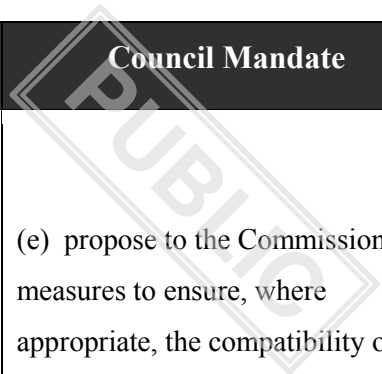 Council Mandate
PUBLIC
(e) propose to the Commission
measures to ensure, where
appropriate, the compatibility o